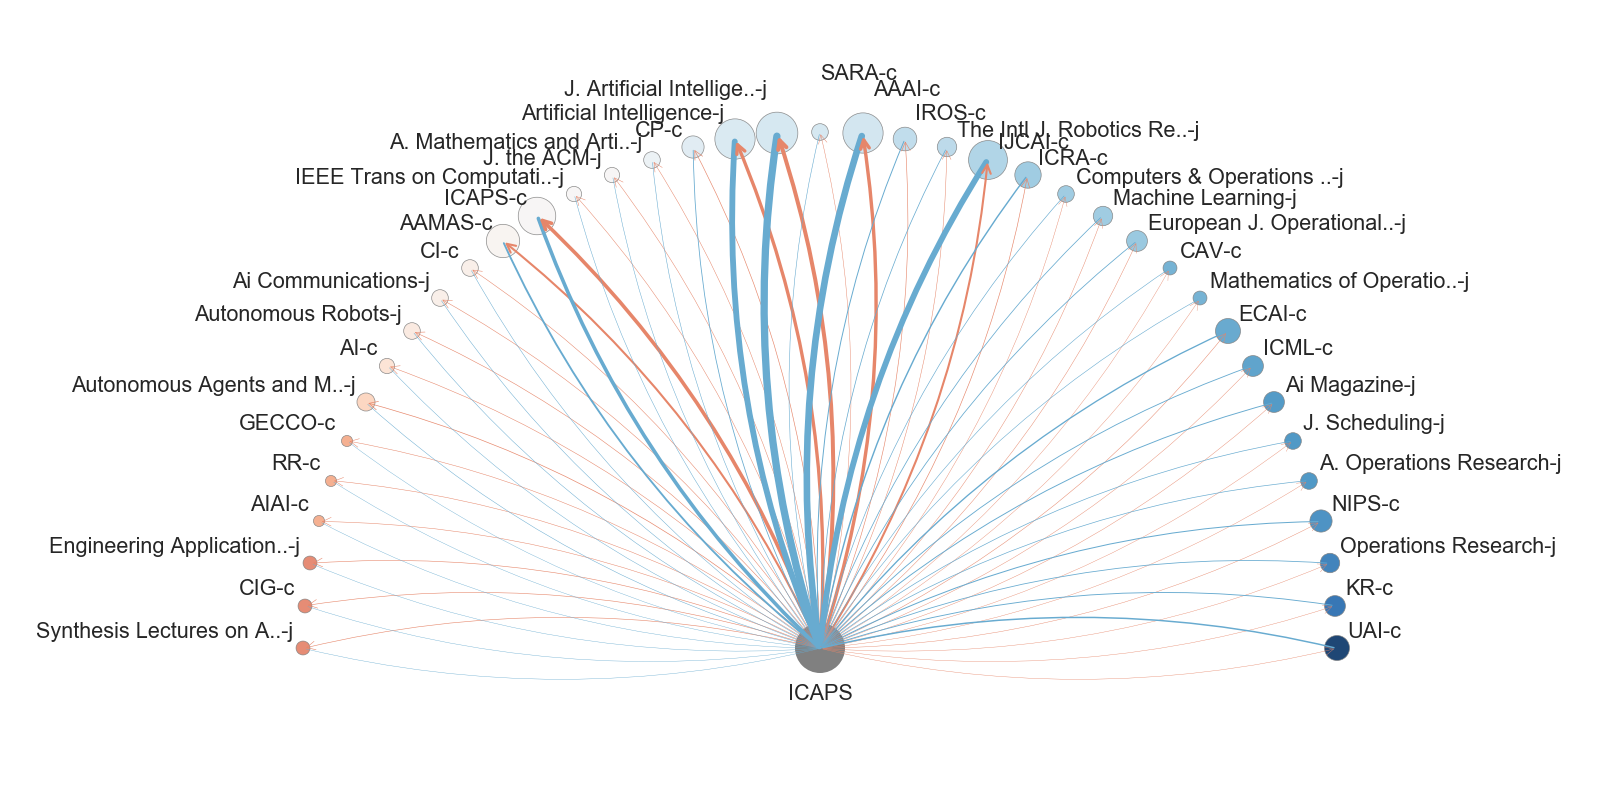 SARA-c
J. Artificial Intellige..-j
AAAI-c
Artificial Intelligence-j
IROS-c
CP-c
The Intl J. Robotics Re..-j
A. Mathematics and Arti..-j
IJCAI-c
J. the ACM-j
ICRA-c
IEEE Trans on Computati..-j
Computers & Operations ..-j
ICAPS-c
Machine Learning-j
AAMAS-c
European J. Operational..-j
CI-c
CAV-c
Ai Communications-j
Mathematics of Operatio..-j
Autonomous Robots-j
ECAI-c
AI-c
ICML-c
Autonomous Agents and M..-j
Ai Magazine-j
GECCO-c
J. Scheduling-j
RR-c
A. Operations Research-j
AIAI-c
NIPS-c
Engineering Application..-j
Operations Research-j
CIG-c
KR-c
Synthesis Lectures on A..-j
UAI-c
ICAPS